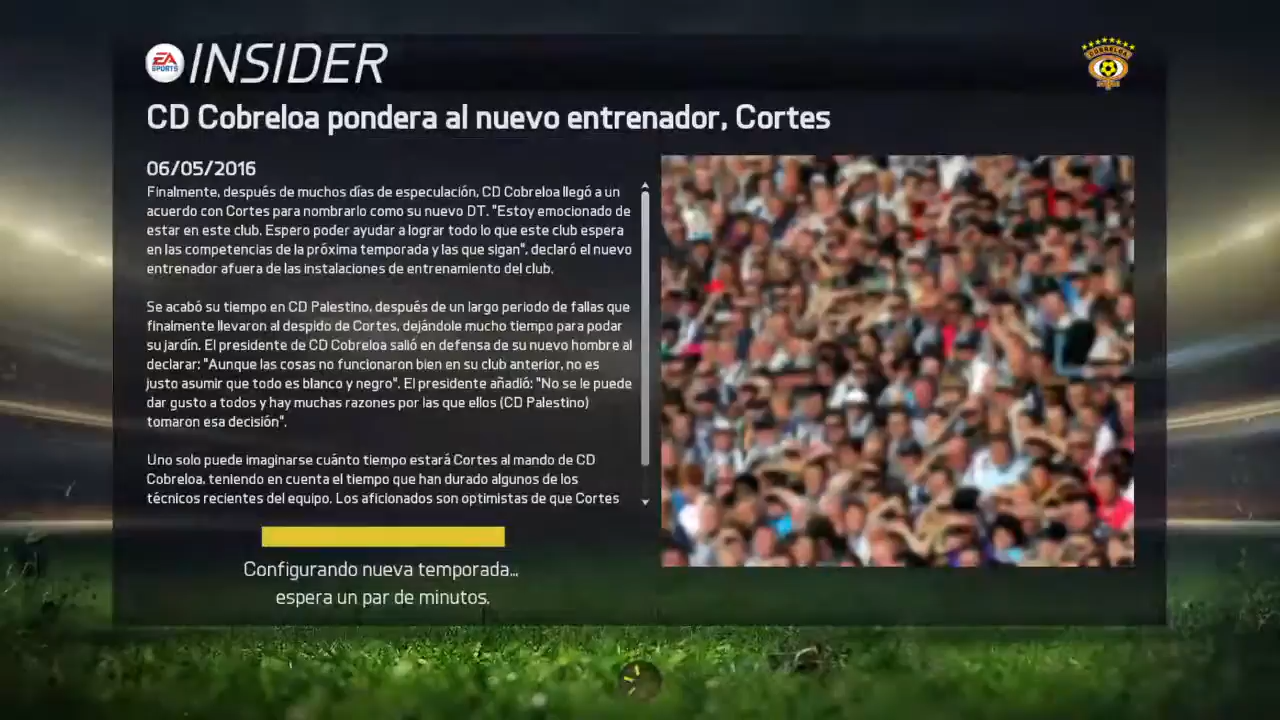 EA SPORTS INSIDER
COBRELOA
CD Cobreloa pondera al nuevo entrenador, Cortes
06/05/2016
Finalmente, después de muchos días de especulación, CD Cobreloa llegó a un
acuerdo con Cortes para nombrarlo como su nuevo DT. "Estoy emocionado de
estar en este club. Espero poder ayudar a lograr todo lo que este club espera
en las competencias de la próxima temporada y las que sigan", declaró el nuevo
entrenador afuera de las instalaciones de entrenamiento del club.
Se acabó su tiempo en CD Palestino, después de un largo periodo de fallas que
finalmente llevaron al despido de Cortes, dejándole mucho tiempo para podar
su jardín. El presidente de CD Cobreloa salió en defensa de su nuevo hombre al
declarar: "Aunque las cosas no funcionaron bien en su club anterior, no es
justo asumir que todo es blanco y negro". El presidente añadió: "No se le puede
dar gusto a todos y hay muchas razones por las que ellos (CD Palestino)
tomaron esa decisión".
Uno solo puede imaginarse cuánto tiempo estará Cortes al mando de CD
Cobreloa, teniendo en cuenta el tiempo que han durado algunos de los
técnicos recientes del equipo. Los aficionados son optimistas de que Cortes
Configurando nueva temporada...
espera un par de minutos.